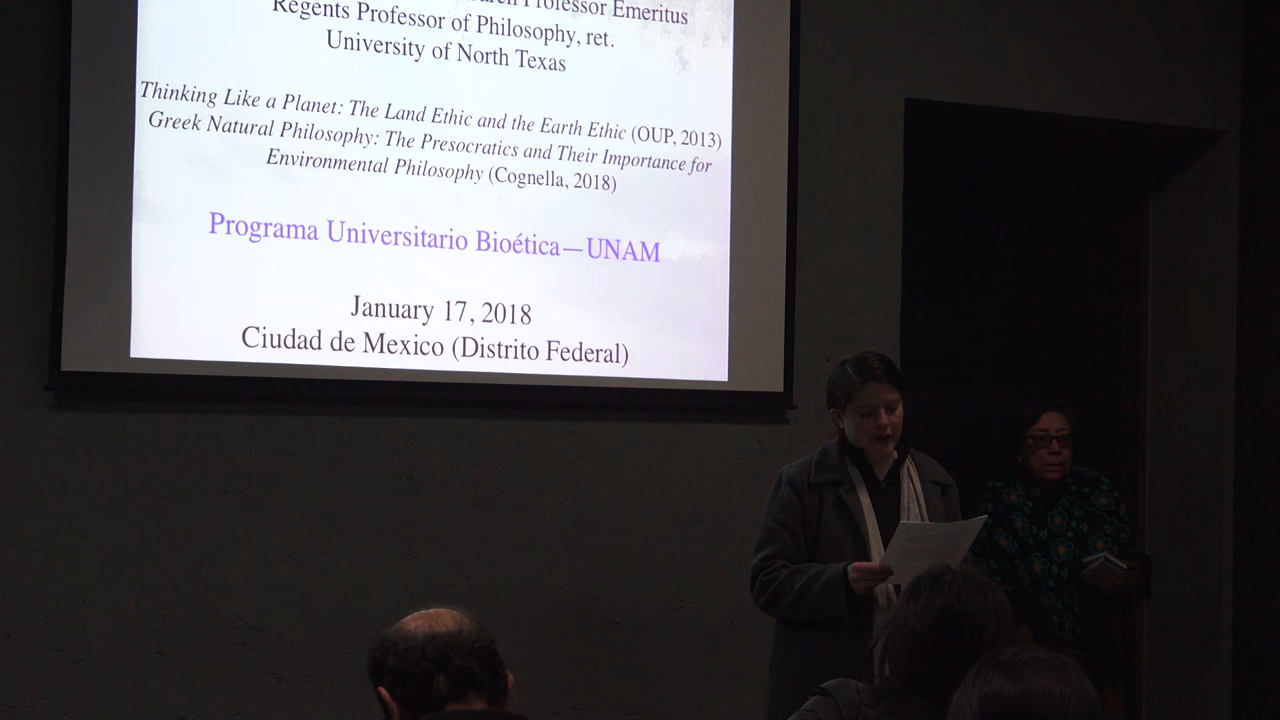 Professor Emeritus
Regents Professor of Philosophy, ret.
University of North Texas
Thinking Like a Planet: The Land Ethic and the Earth Ethic (OUP, 2013)
Greek Natural Philosophy: The Presocratics and Their Importance for
Environmental Philosophy (Cognella, 2018)
Programa Universitario Bioética—UNAM
January 17, 2018
Ciudad de Mexico (Distrito Federal)